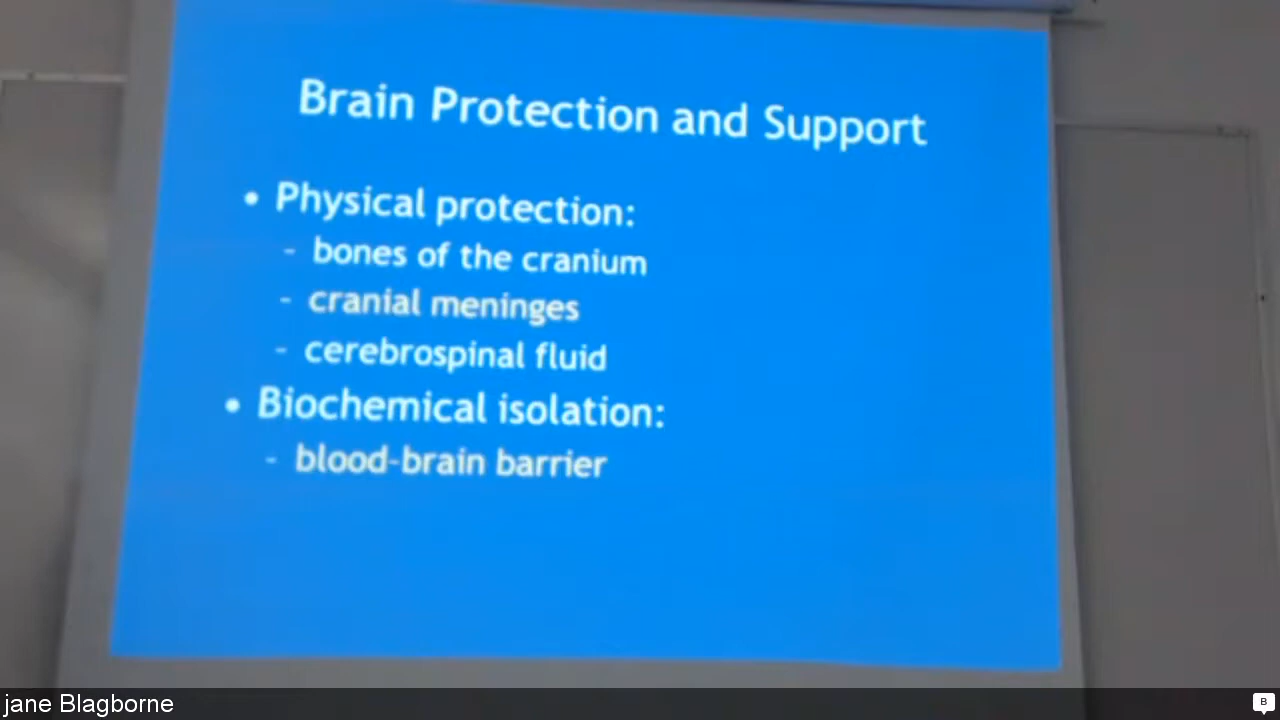 Brain Protection and Support
• Physical protection:
– bones of the cranium
– cranial meninges
– cerebrospinal fluid
• Biochemical isolation:
– blood-brain barrier
jane Blagborne
B